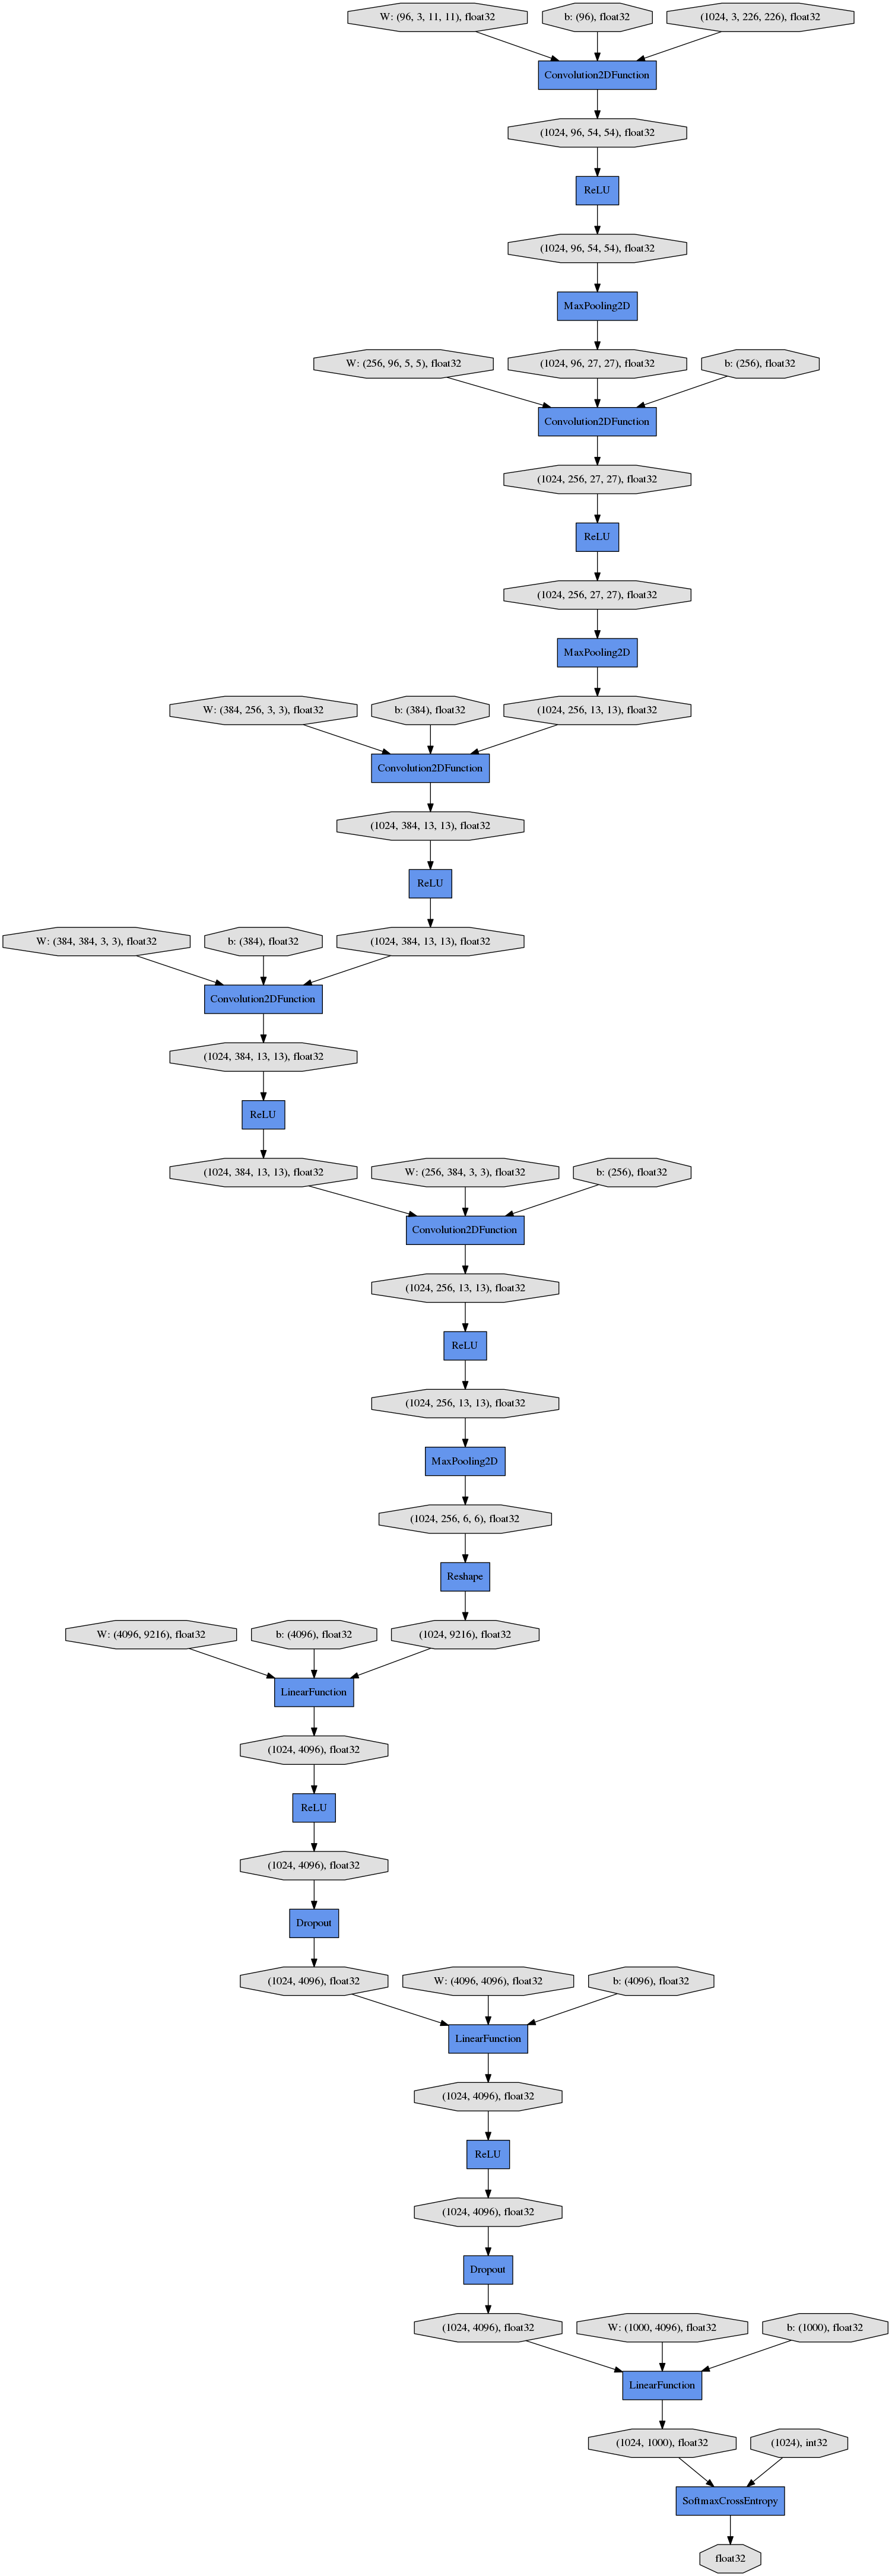 W: (96, 3, 11, 11), float32
b: (96), float32
(1024, 3, 226, 226), float32
Convolution2DFunction
(1024, 96, 54, 54), float32
ReLU
(1024, 96, 54, 54), float32
MaxPooling2D
W: (256, 96, 5, 5), float32
(1024, 96, 27, 27), float32
b: (256), float32
Convolution2DFunction
(1024, 256, 27, 27), float32
ReLU
(1024, 256, 27, 27), float32
MaxPooling2D
W: (384, 256, 3, 3), float32
b: (384), float32
(1024, 256, 13, 13), float32
Convolution2DFunction
(1024, 384, 13, 13), float32
ReLU
W: (384, 384, 3, 3), float32
b: (384), float32
(1024, 384, 13, 13), float32
Convolution2DFunction
(1024, 384, 13, 13), float32
ReLU
(1024, 384, 13, 13), float32
W: (256, 384, 3, 3), float32
b: (256), float32
Convolution2DFunction
(1024, 256, 13, 13), float32
ReLU
(1024, 256, 13, 13), float32
MaxPooling2D
(1024, 256, 6, 6), float32
Reshape
W: (4096, 9216), float32
b: (4096), float32
(1024, 9216), float32
LinearFunction
(1024, 4096), float32
ReLU
(1024, 4096), float32
Dropout
(1024, 4096), float32
W: (4096, 4096), float32
b: (4096), float32
LinearFunction
(1024, 4096), float32
ReLU
(1024, 4096), float32
Dropout
(1024, 4096), float32
W: (1000, 4096), float32
b: (1000), float32
LinearFunction
(1024, 1000), float32
(1024), int32
SoftmaxCrossEntropy
float32